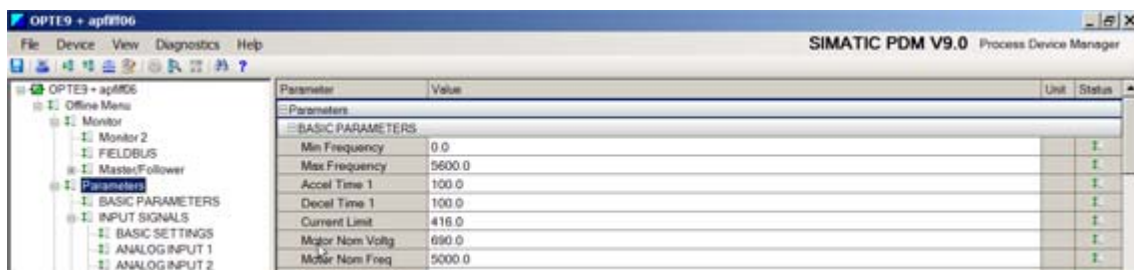 OPTE9 + apfiff06
File Device View Diagnostics Help
SIMATIC PDM V9.0 Process Device Manager
OPTE9 + apfiff06
Offline Menu
Monitor
Monitor 2
FIELDBUS
Master/Follower
Parameters
BASIC PARAMETERS
INPUT SIGNALS
BASIC SETTINGS
ANALOG INPUT 1
ANALOG INPUT 2
Parameter Value Unit Status
Parameters
BASIC PARAMETERS
Min Frequency 0.0
Max Frequency 5600.0
Accel Time 1 100.0
Decel Time 1 100.0
Current Limit 416.0
Motor Nom Voltg 690.0
Motor Nom Freq 5000.0